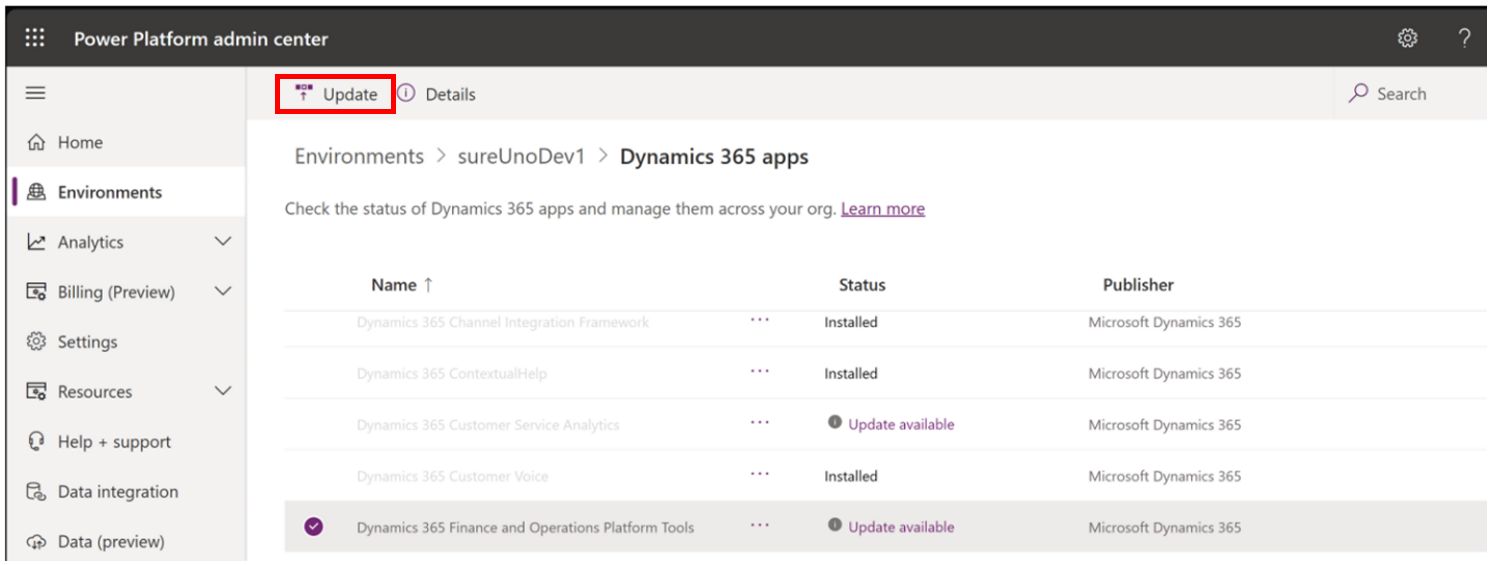 Power Platform admin center
?
Update Details Search
Home
Environments
Analytics
Billing (Preview)
Settings
Resources
Help + support
Data integration
Data (preview)
Environments > sureUnoDev1 > Dynamics 365 apps
Check the status of Dynamics 365 apps and manage them across your org. Learn more
Name ↑ Status Publisher
Dynamics 365 Channel Integration Framework ... Installed Microsoft Dynamics 365
Dynamics 365 ContextualHelp ... Installed Microsoft Dynamics 365
Dynamics 365 Customer Service Analytics ... Update available Microsoft Dynamics 365
Dynamics 365 Customer Voice ... Installed Microsoft Dynamics 365
Dynamics 365 Finance and Operations Platform Tools ... Update available Microsoft Dynamics 365